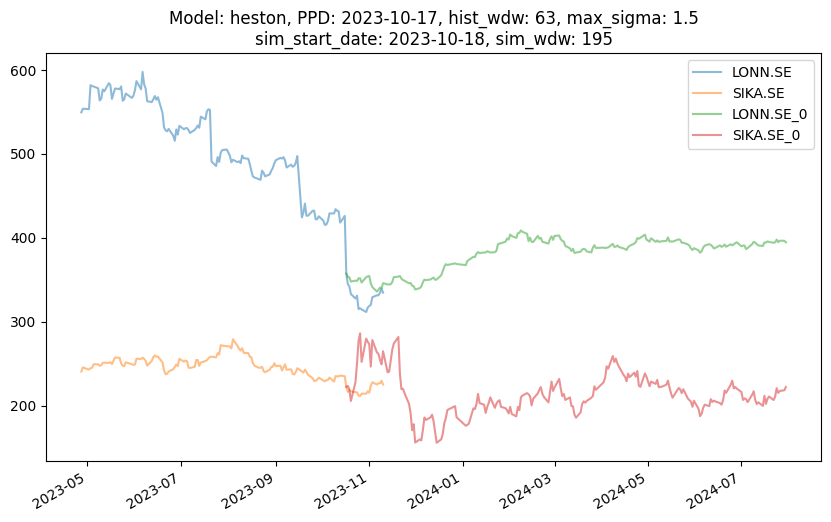 Model: heston, PPD: 2023-10-17, hist_wdw: 63, max_sigma: 1.5
sim_start_date: 2023-10-18, sim_wdw: 195
LONN.SE
SIKA.SE
LONN.SE_0
SIKA.SE_0
600
500
400
300
200
2023-05
2023-07
2023-09
2023-11
2024-01
2024-03
2024-05
2024-07